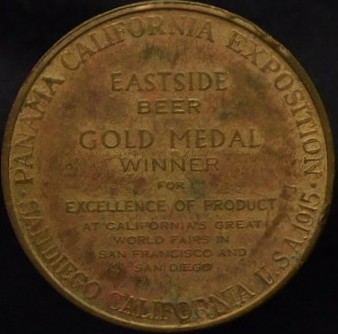 PANAMA CALIFORNIA EXPOSITION
SAN DIEGO CALIFORNIA U.S.A. 1915
EASTSIDE
BEER
GOLD MEDAL
WINNER
FOR
EXCELLENCE OF PRODUCT
AT CALIFORNIA'S GREAT
WORLD FAIRS IN
SAN FRANCISCO AND
SAN DIEGO